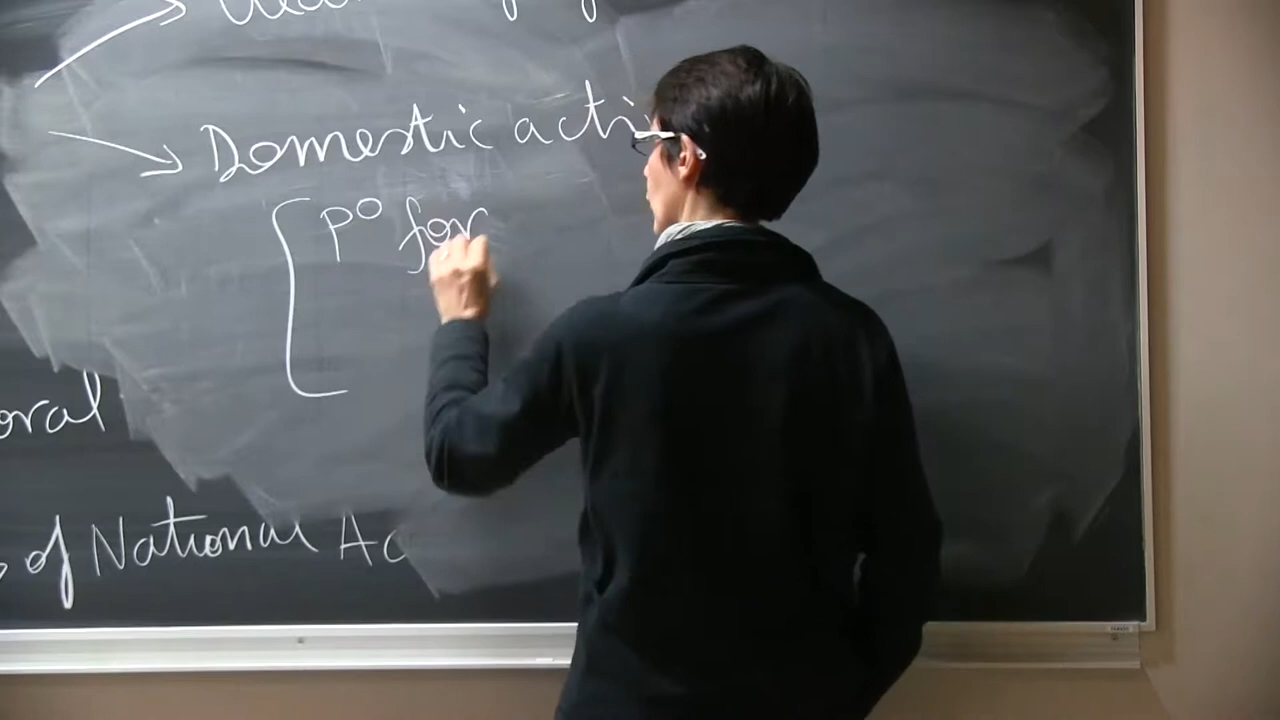 Domestic acti
P° for
oral
of National Ac